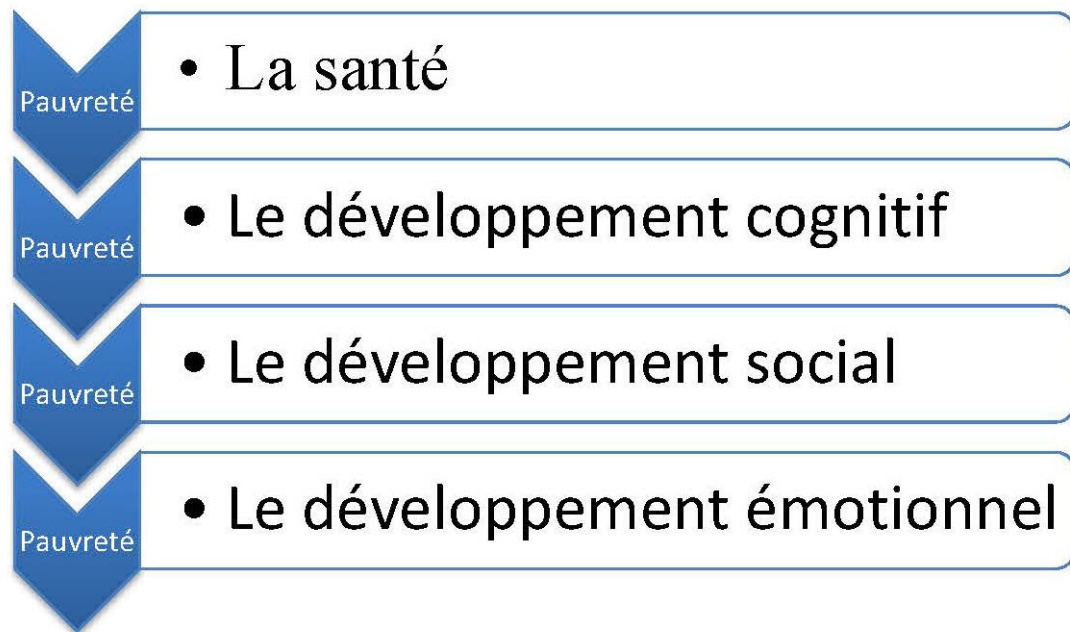 Pauvreté
• La santé
Pauvreté
• Le développement cognitif
Pauvreté
• Le développement social
Pauvreté
• Le développement émotionnel